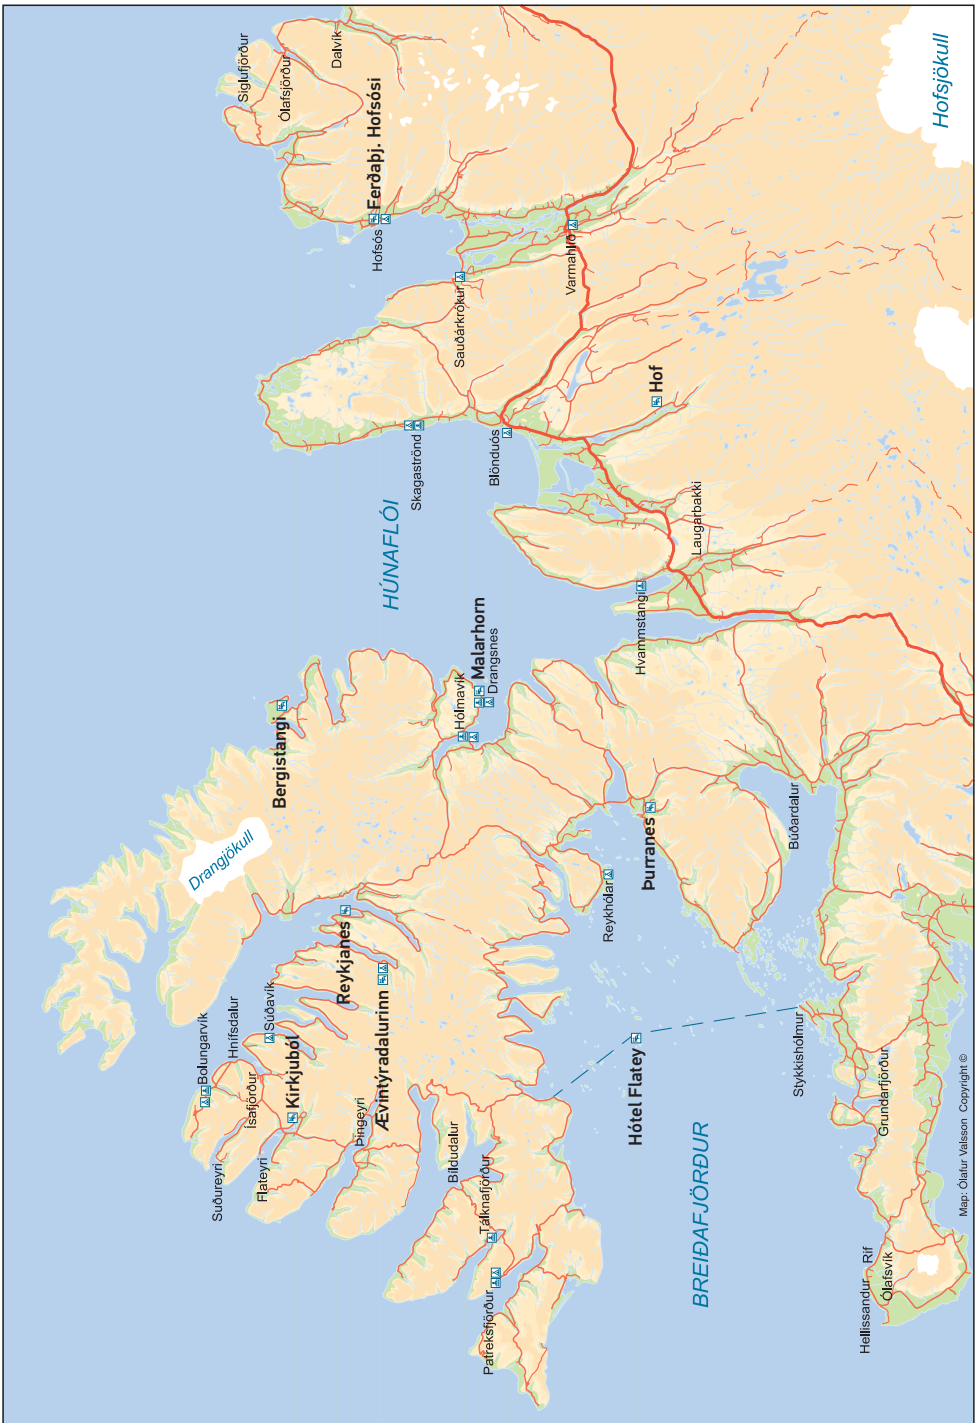 Siglufjörður
Ólafsjörður
Dalvík
Hofsjökull
Hofsós
Ferðaþj. Hofsósi
Sauðárkrókur
Varmahlíð
Skagaströnd
Blönduós
Hof
HÚNAFLÓI
Laugarbakki
Hvammstangi
Malarhorn
Drangsnes
Hólmavík
Bergistangi
Drangjökull
Þurranes
Búðardalur
Reykhólar
Reykjanes
Ævintýradalurinn
Súðavík
Hnífsdalur
Bolungarvík
Ísafjörður
Kirkjuból
Suðureyri
Flateyri
Þingeyri
Bíldudalur
Tálknafjörður
Patreksfjörður
Hótel Flatey
BREIÐAFJÖRÐUR
Stykkishólmur
Grundarfjörður
Rif
Hellissandur
Ólafsvík
Map: Ólafur Valsson Copyright ©